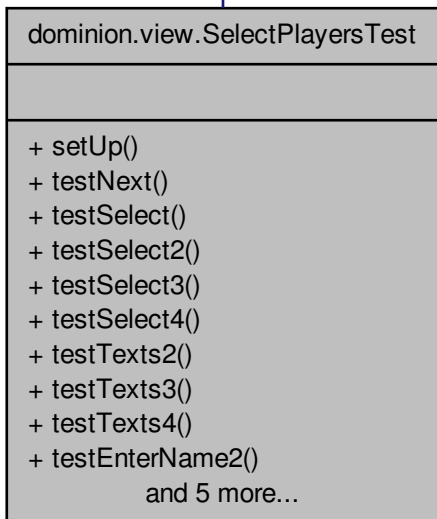 dominion.view.SelectPlayersTest
+ setUp()
+ testNext()
+ testSelect()
+ testSelect2()
+ testSelect3()
+ testSelect4()
+ testTexts2()
+ testTexts3()
+ testTexts4()
+ testEnterName2()
and 5 more...